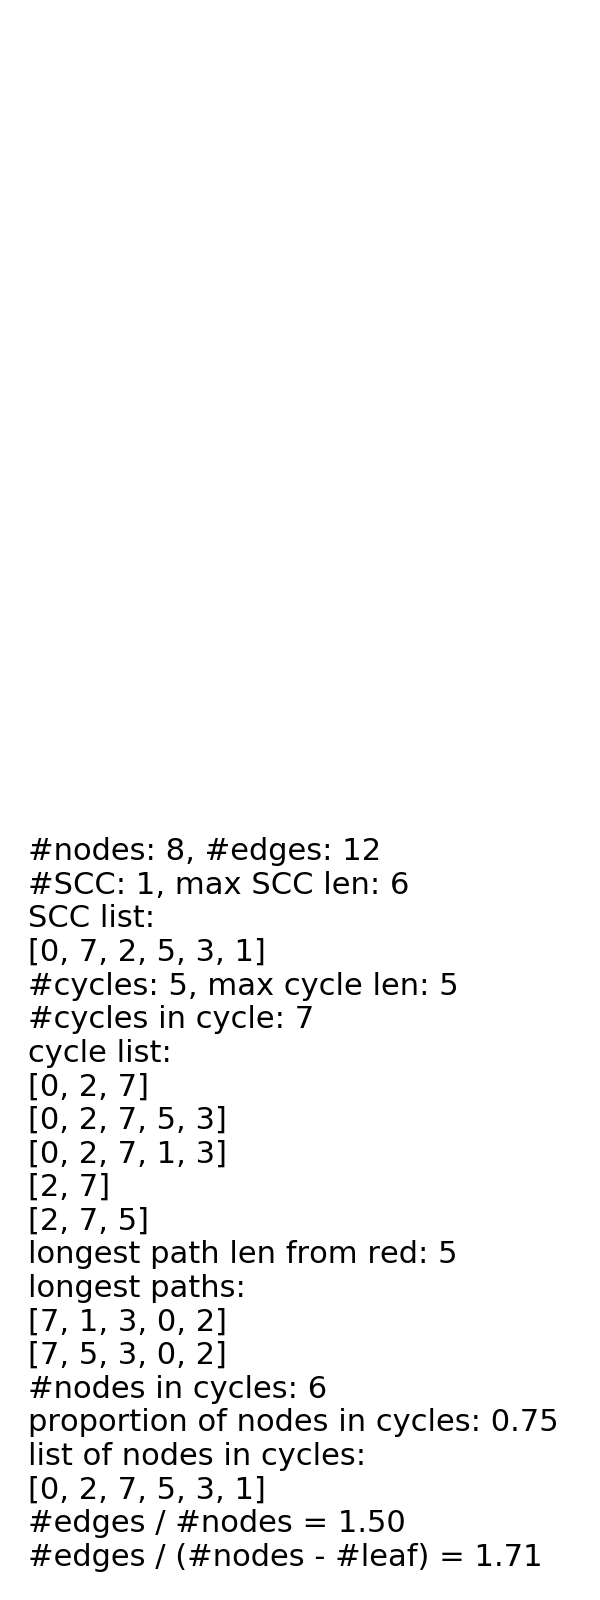 #nodes: 8, #edges: 12
#SCC: 1, max SCC len: 6
SCC list:
[0, 7, 2, 5, 3, 1]
#cycles: 5, max cycle len: 5
#cycles in cycle: 7
cycle list:
[0, 2, 7]
[0, 2, 7, 5, 3]
[0, 2, 7, 1, 3]
[2, 7]
[2, 7, 5]
longest path len from red: 5
longest paths:
[7, 1, 3, 0, 2]
[7, 5, 3, 0, 2]
#nodes in cycles: 6
proportion of nodes in cycles: 0.75
list of nodes in cycles:
[0, 2, 7, 5, 3, 1]
#edges / #nodes = 1.50
#edges / (#nodes - #leaf) = 1.71